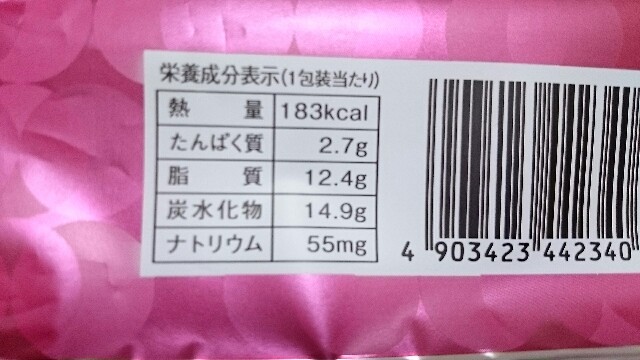 栄養成分表示(1包装当たり)
熱量 183kcal
たんぱく質 2.7g
脂質 12.4g
炭水化物 14.9g
ナトリウム 55mg
4 903423 442340